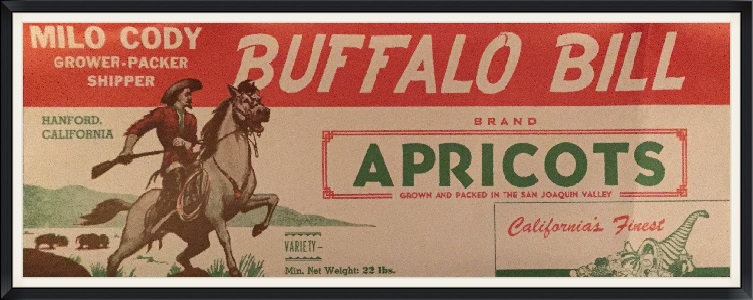 MILO CODY
GROWER-PACKER
SHIPPER
BUFFALO BILL
HANFORD,
CALIFORNIA
BRAND
APRICOTS
GROWN AND PACKED IN THE SAN JOAQUIN VALLEY
California's Finest
VARIETY-
Min. Net Weight: 22 lbs.